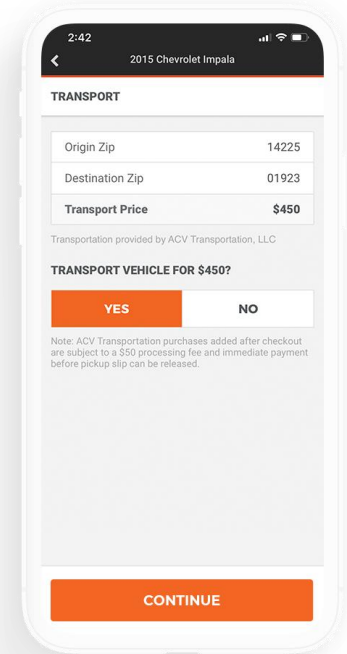 2:42
2015 Chevrolet Impala
TRANSPORT
Origin Zip 14225
Destination Zip 01923
Transport Price $450
Transportation provided by ACV Transportation, LLC
TRANSPORT VEHICLE FOR $450?
YES NO
Note: ACV Transportation purchases added after checkout
are subject to a $50 processing fee and immediate payment
before pickup slip can be released.
CONTINUE